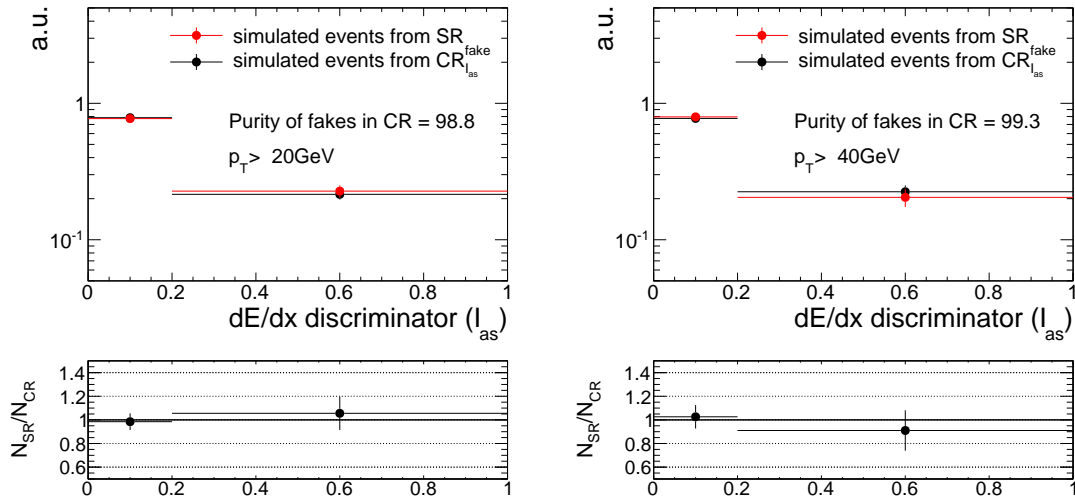 a.u.
simulated events from SR
simulated events from CR^fake_I_as
Purity of fakes in CR = 98.8
p_T> 20GeV
1
10^-1
0 0.2 0.4 0.6 0.8 1
dE/dx discriminator (I_as)
N_SR/N_CR
1.4
1.2
1
0.8
0.6
0 0.2 0.4 0.6 0.8 1
a.u.
simulated events from SR
simulated events from CR^fake_I_as
Purity of fakes in CR = 99.3
p_T> 40GeV
1
10^-1
0 0.2 0.4 0.6 0.8 1
dE/dx discriminator (I_as)
N_SR/N_CR
1.4
1.2
1
0.8
0.6
0 0.2 0.4 0.6 0.8 1